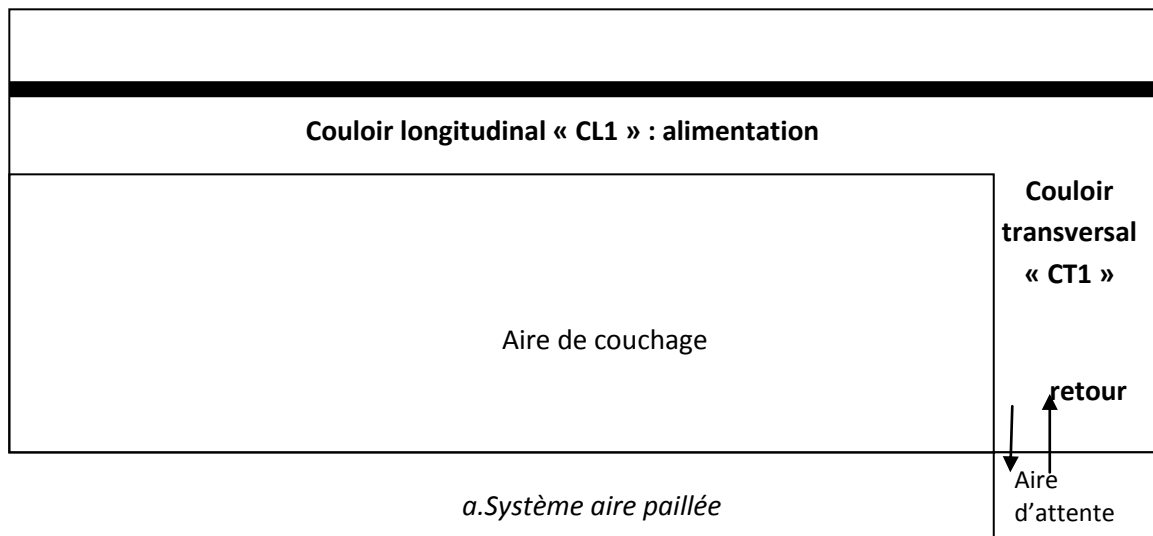 Couloir longitudinal « CL1 » : alimentation
Couloir
transversal
« CT1 »
Aire de couchage
retour
a.Système aire paillée
Aire
d’attente